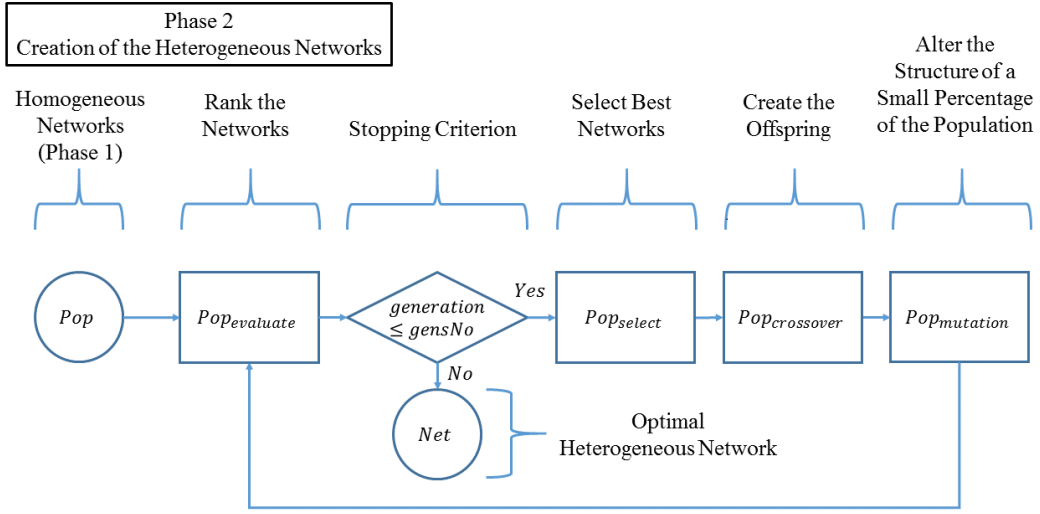 Phase 2
Creation of the Heterogeneous Networks
Homogeneous
Networks
(Phase 1)
Rank the
Networks
Stopping Criterion
Select Best
Networks
Create the
Offspring
Alter the
Structure of a
Small Percentage
of the Population
Pop
Pop_evaluate
generation
≤ gensNo
Yes
Pop_select
Pop_crossover
Pop_mutation
No
Net
Optimal
Heterogeneous Network